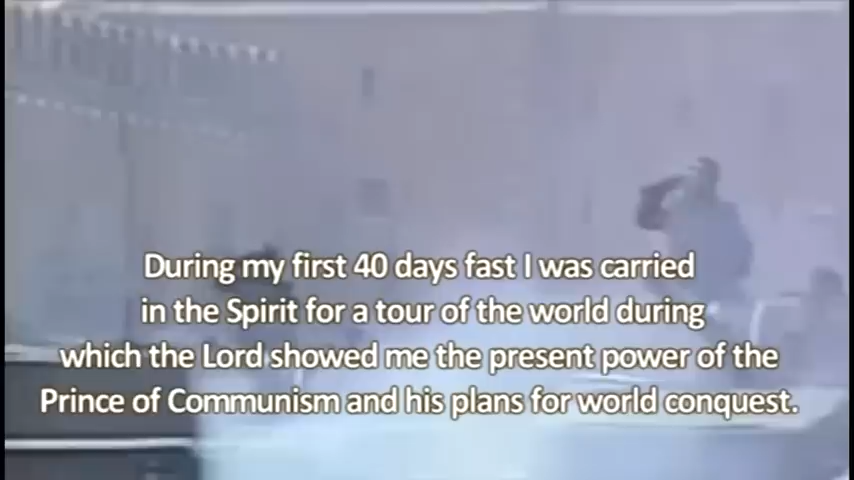 During my first 40 days fast I was carried
in the Spirit for a tour of the world during
which the Lord showed me the present power of the
Prince of Communism and his plans for world conquest.